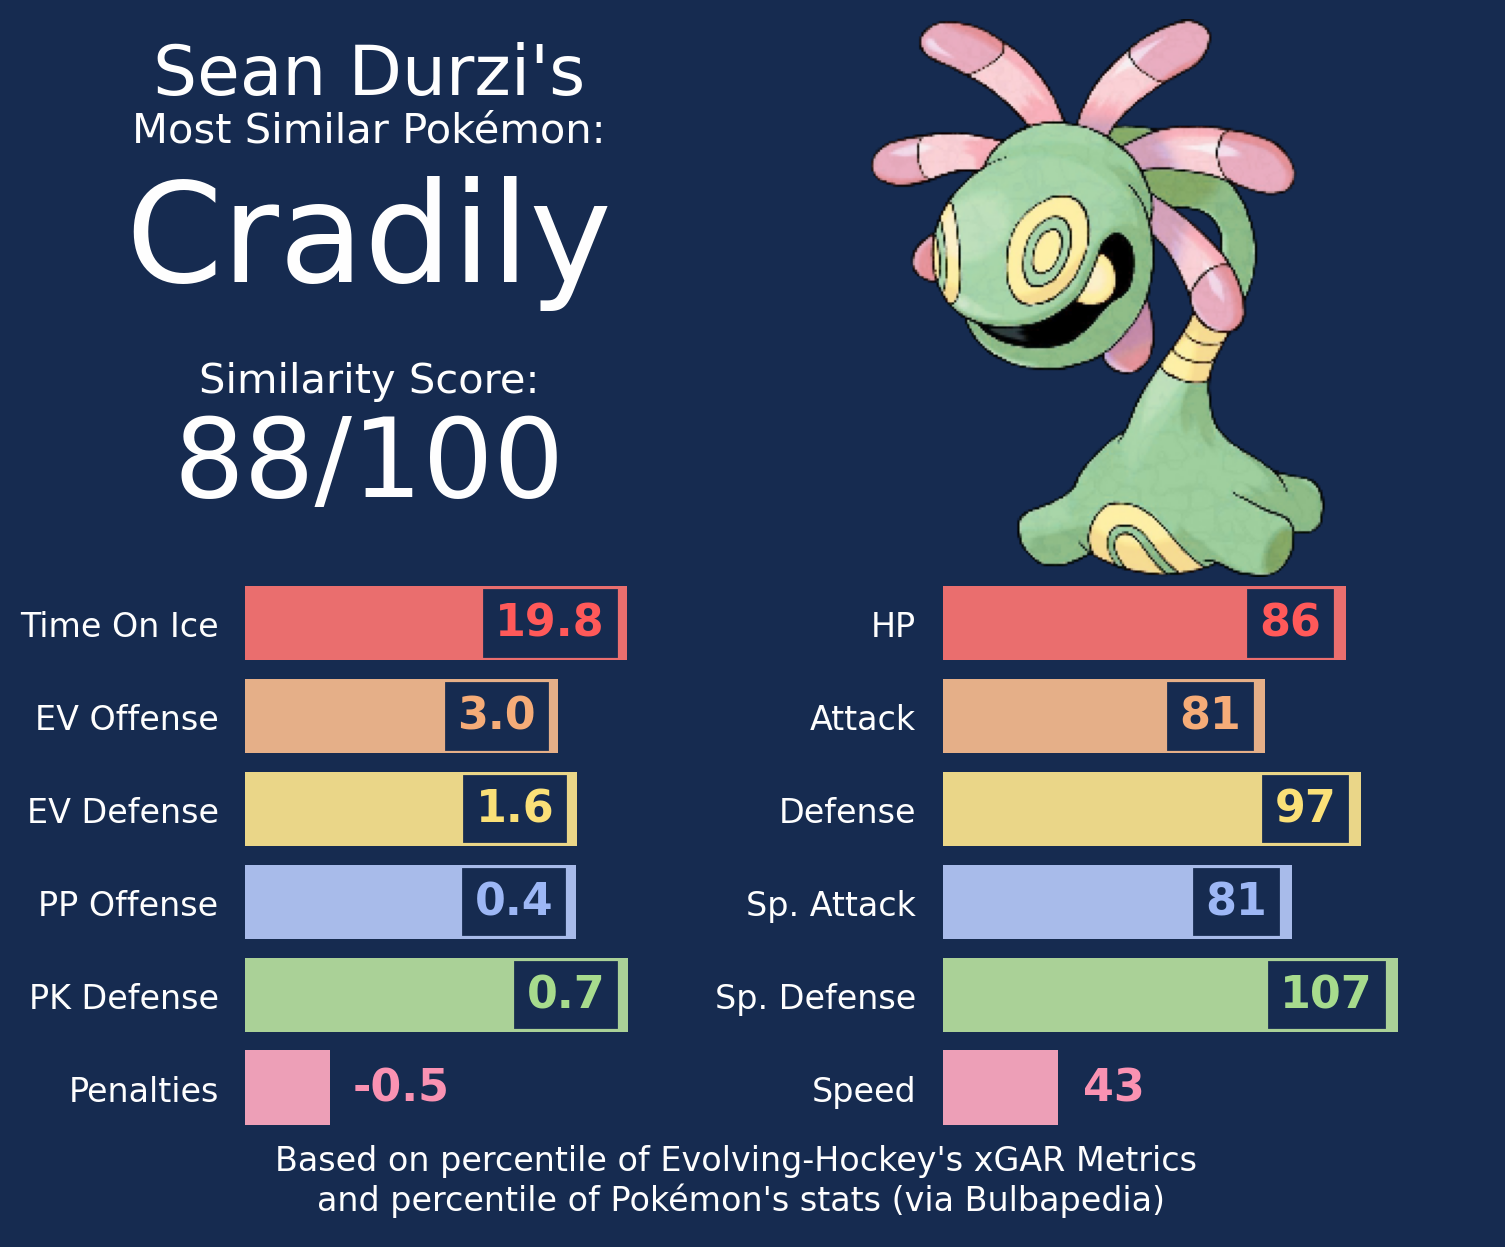 Sean Durzi's
Most Similar Pokémon:
Cradily
Similarity Score:
88/100
Time On Ice 19.8
EV Offense 3.0
EV Defense 1.6
PP Offense 0.4
PK Defense 0.7
Penalties -0.5
HP 86
Attack 81
Defense 97
Sp. Attack 81
Sp. Defense 107
Speed 43
Based on percentile of Evolving-Hockey's xGAR Metrics
and percentile of Pokémon's stats (via Bulbapedia)